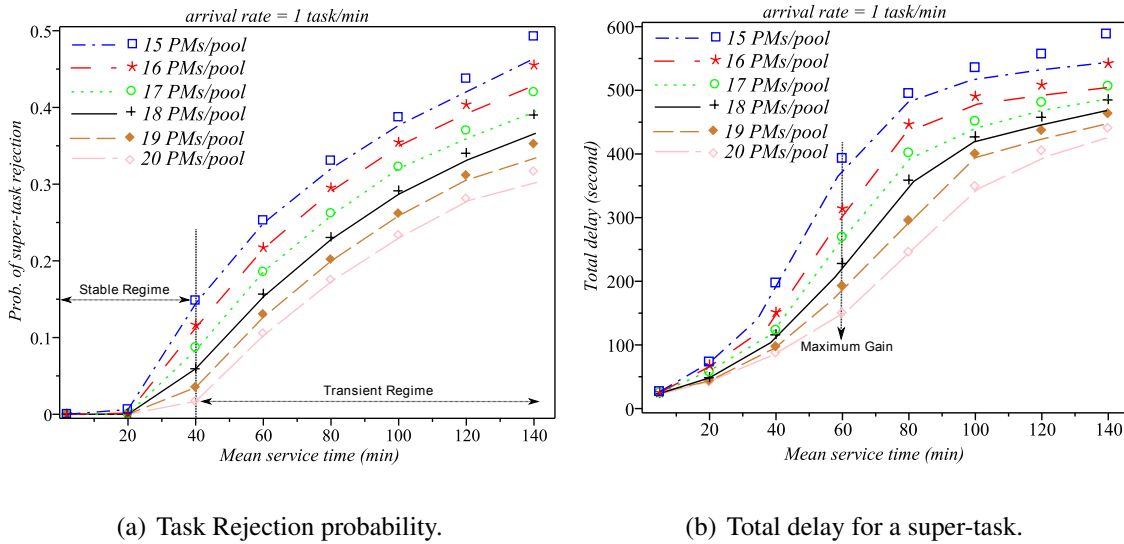 arrival rate = 1 task/min
0.5
0.4
0.3
0.2
0.1
0
Prob. of super-task rejection
15 PMs/pool
16 PMs/pool
17 PMs/pool
18 PMs/pool
19 PMs/pool
20 PMs/pool
Stable Regime
Transient Regime
20 40 60 80 100 120 140
Mean service time (min)
(a) Task Rejection probability.
arrival rate = 1 task/min
600
500
400
300
200
100
0
Total delay (second)
15 PMs/pool
16 PMs/pool
17 PMs/pool
18 PMs/pool
19 PMs/pool
20 PMs/pool
Maximum Gain
20 40 60 80 100 120 140
Mean service time (min)
(b) Total delay for a super-task.